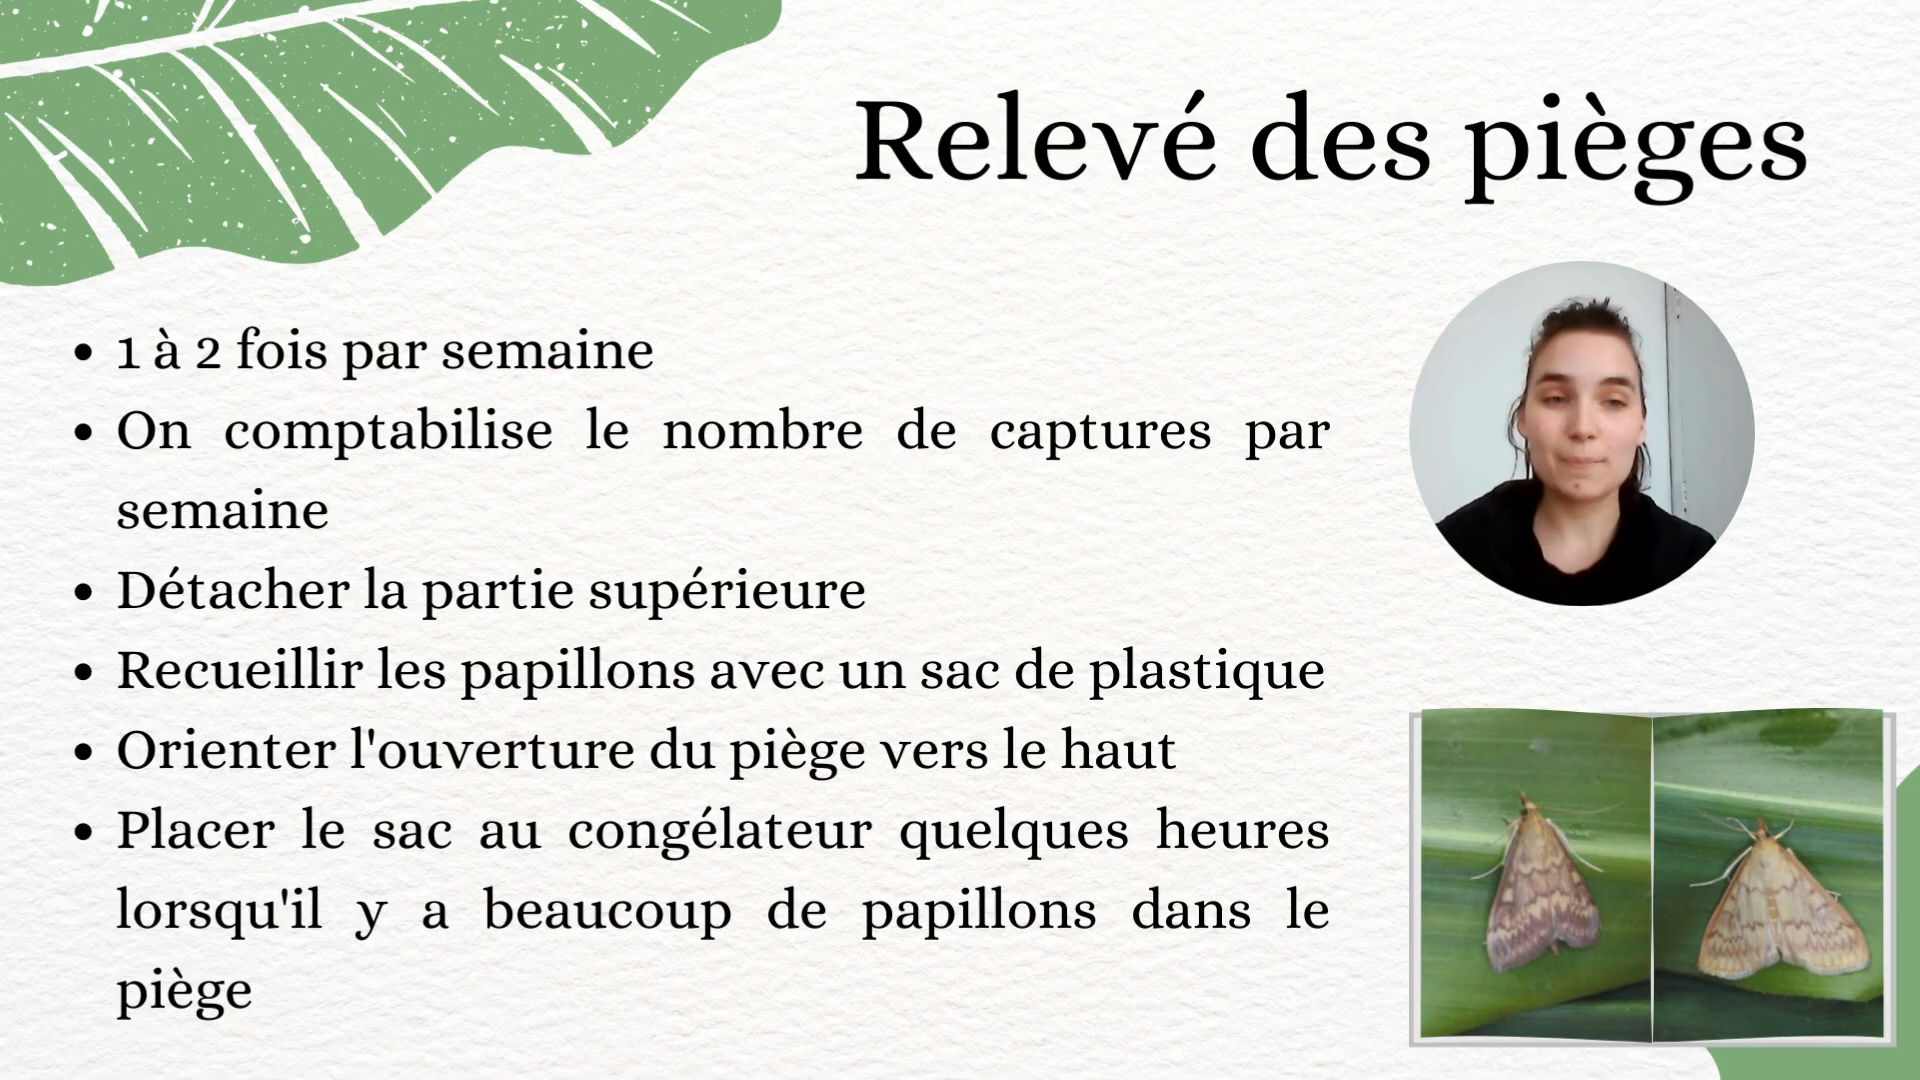 Relevé des pièges
• 1 à 2 fois par semaine
• On comptabilise le nombre de captures par
semaine
• Détacher la partie supérieure
• Recueillir les papillons avec un sac de plastique
• Orienter l'ouverture du piège vers le haut
• Placer le sac au congélateur quelques heures
lorsqu'il y a beaucoup de papillons dans le
piège